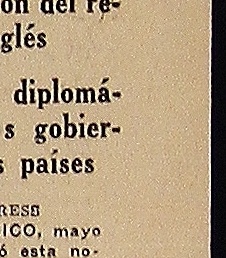 ón del re-
glés
diplomá-
s gobier-
s países
RESS
ICO, mayo
ó esta no-